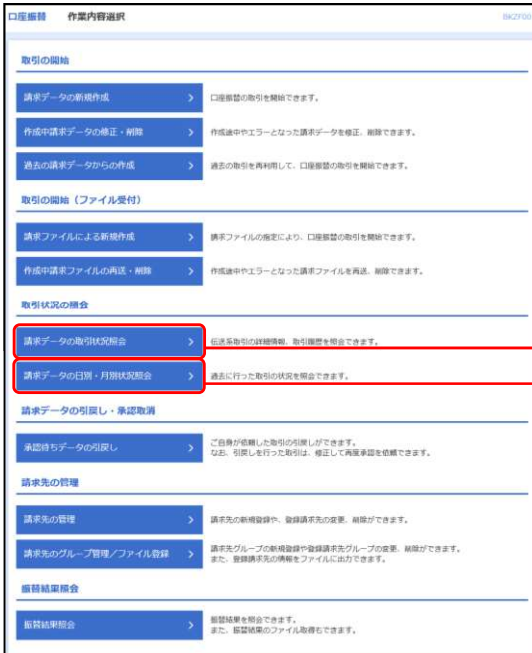 口座振替 作業内容選択 BKZF00
取引の開始
請求データの新規作成 口座振替の取引を開始できます。
作成中請求データの修正・削除 作成途中やエラーとなった請求データを修正、削除できます。
過去の請求データからの作成 過去の取引を再利用して、口座振替の取引を開始できます。
取引の開始（ファイル受付）
請求ファイルによる新規作成 請求ファイルの指定により、口座振替の取引を開始できます。
作成中請求ファイルの再送・削除 作成途中やエラーとなった請求ファイルを再送、削除できます。
取引状況の照会
請求データの取引状況照会 伝送系取引の詳細情報、取引履歴を照会できます。
請求データの日別・月別状況照会 過去に行った取引の状況を照会できます。
請求データの引戻し・承認取消
承認待ちデータの引戻し ご自身が依頼した取引の引戻しができます。
なお、引戻しを行った取引は、修正して再度承認を依頼できます。
請求先の管理
請求先の管理 請求先の新規登録や、登録請求先の変更、削除ができます。
請求先のグループ管理／ファイル登録 請求先グループの新規登録や登録請求先グループの変更、削除ができます。
また、登録請求先の情報をファイルに出力できます。
振替結果照会
振替結果照会 振替結果を照会できます。
また、振替結果のファイル取得もできます。